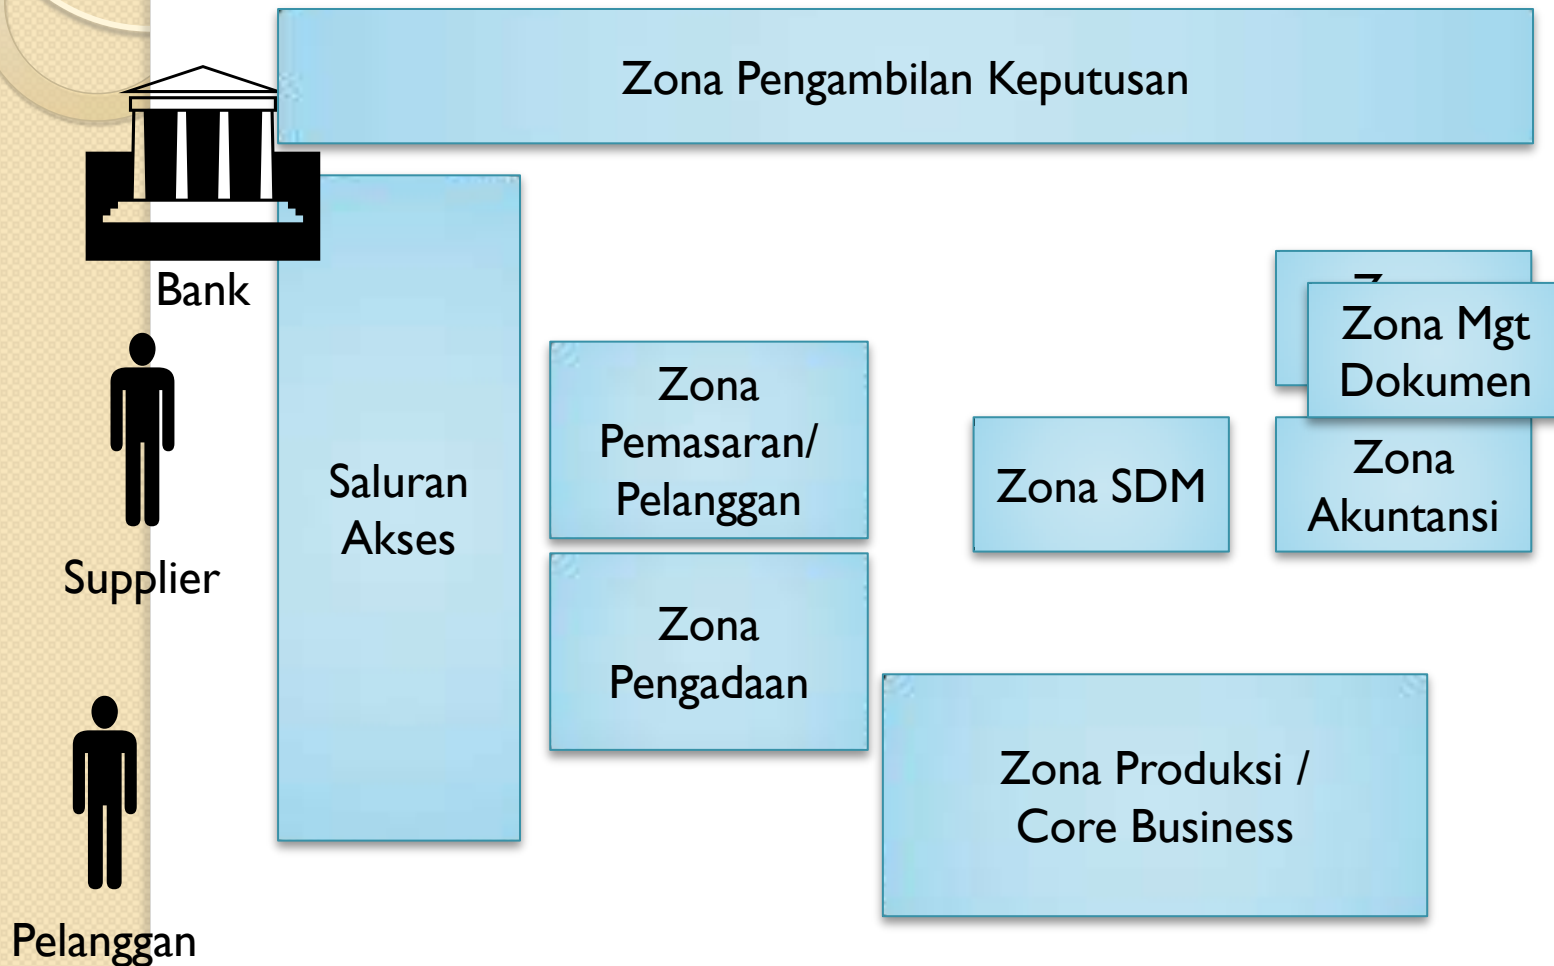 Zona Pengambilan Keputusan
Bank
Supplier
Pelanggan
Saluran
Akses
Zona
Pemasaran/
Pelanggan
Zona
Pengadaan
Zona SDM
Zona Mgt
Dokumen
Zona
Akuntansi
Zona Produksi /
Core Business